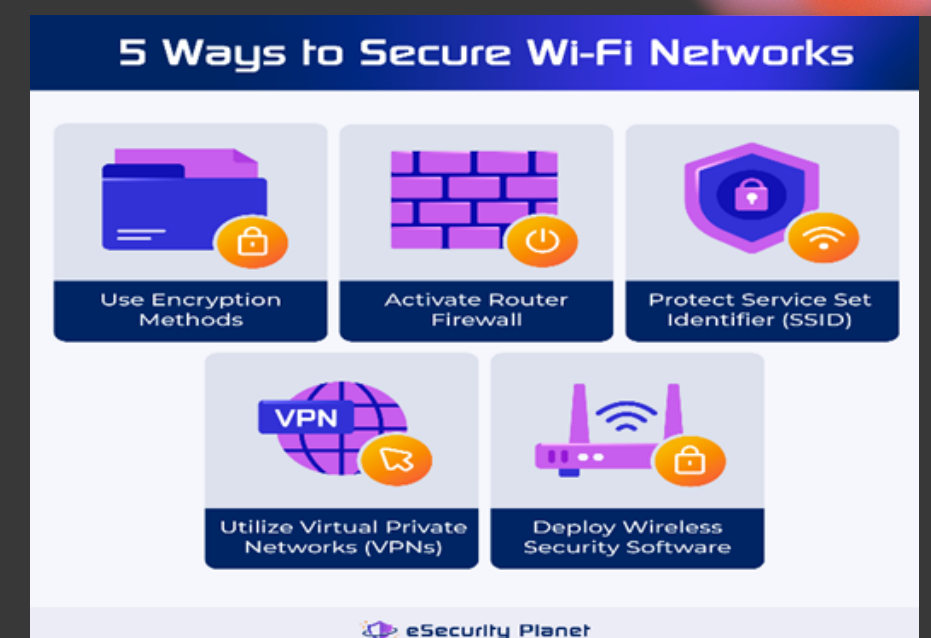 5 Ways to Secure Wi-Fi Networks
Use Encryption
Methods
Activate Router
Firewall
Protect Service Set
Identifier (SSID)
VPN
Utilize Virtual Private
Networks (VPNs)
Deploy Wireless
Security Software
eSecurity Planet